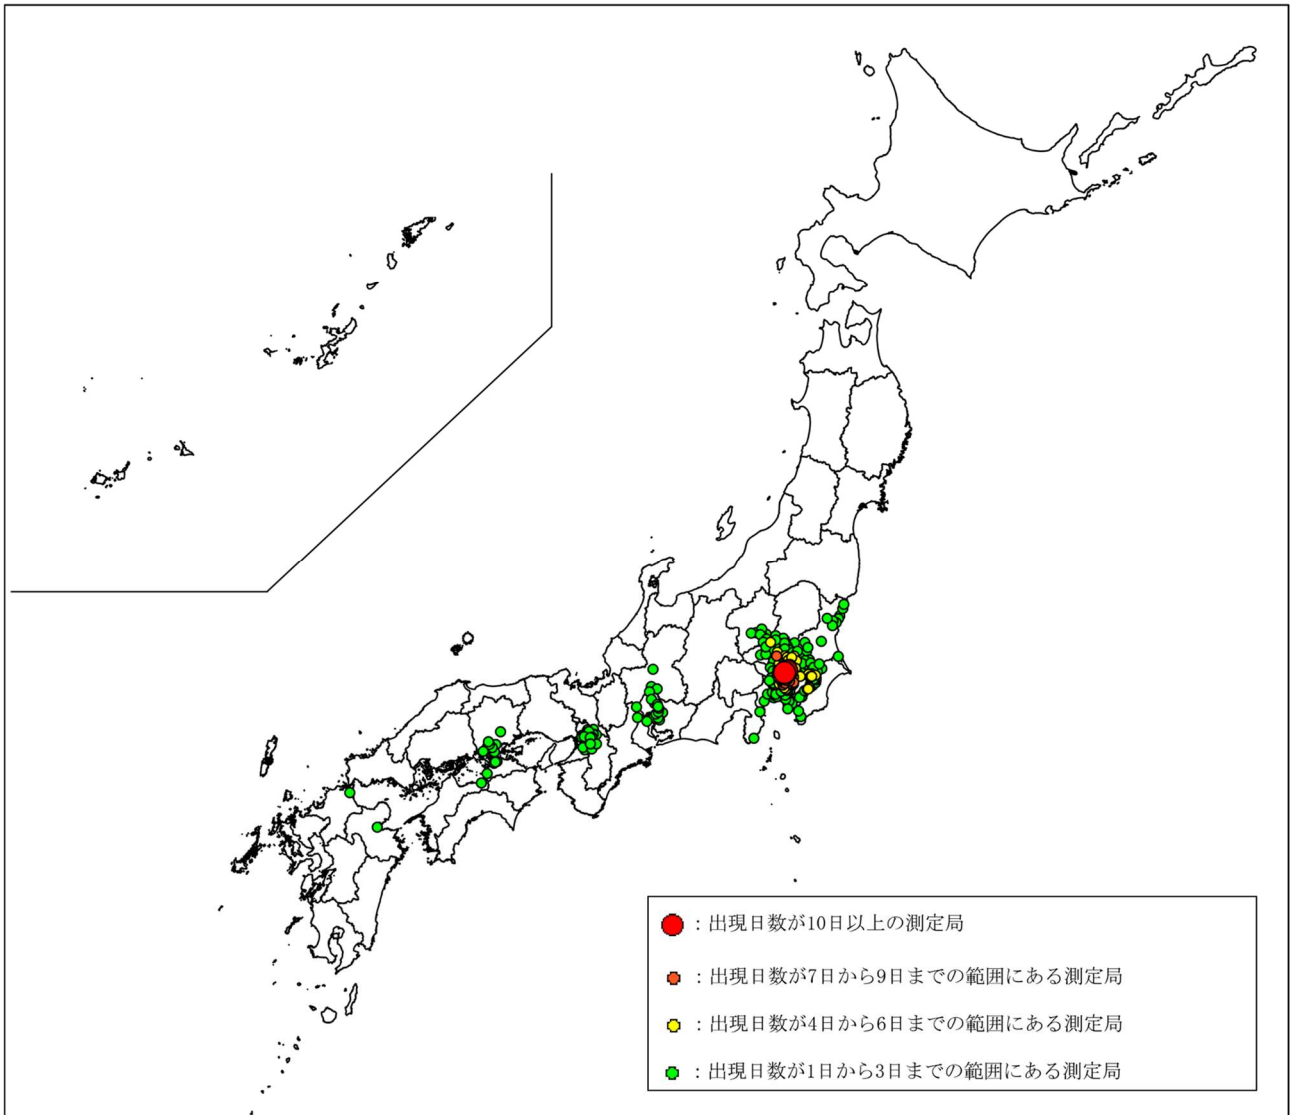 ：出現日数が10日以上の測定局
：出現日数が7日から9日までの範囲にある測定局
：出現日数が4日から6日までの範囲にある測定局
：出現日数が1日から3日までの範囲にある測定局